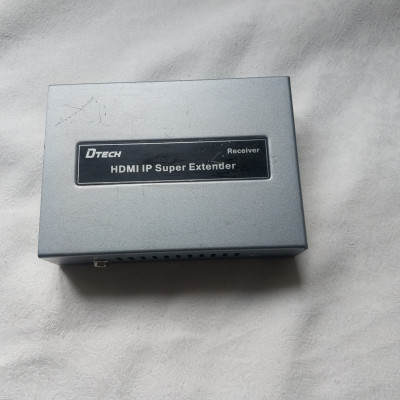 DTECH Receiver
HDMI IP Super Extender